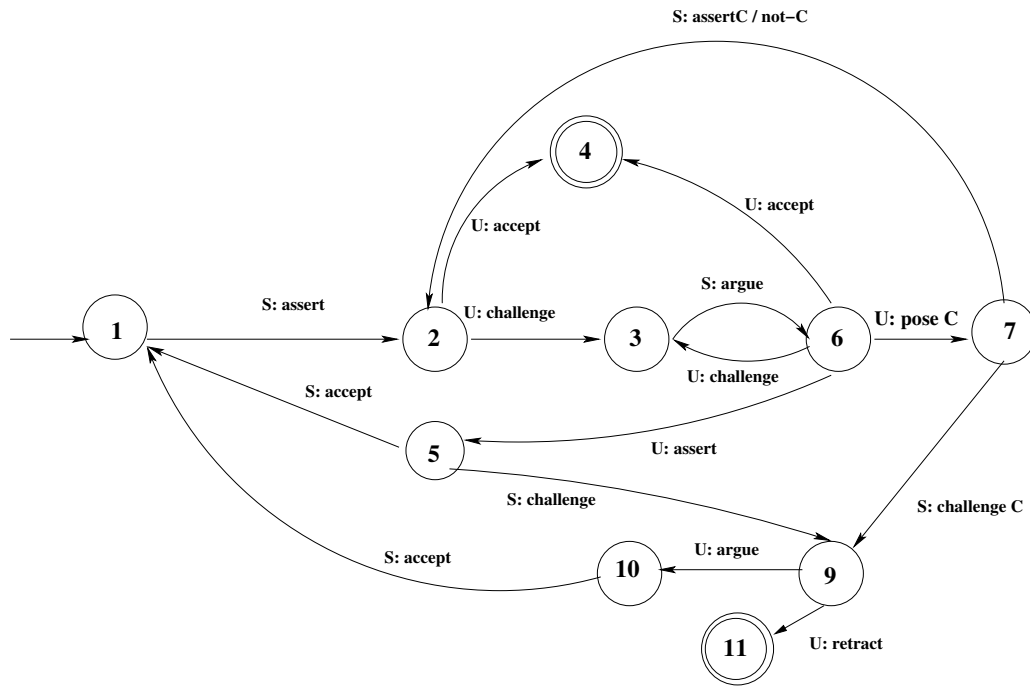 S: assertC / not-C
4
U: accept
U: accept
S: argue
S: assert
U: challenge
U: pose C
1
2
3
6
7
U: challenge
S: accept
U: assert
5
S: challenge
S: challenge C
S: accept
U: argue
10
9
11
U: retract